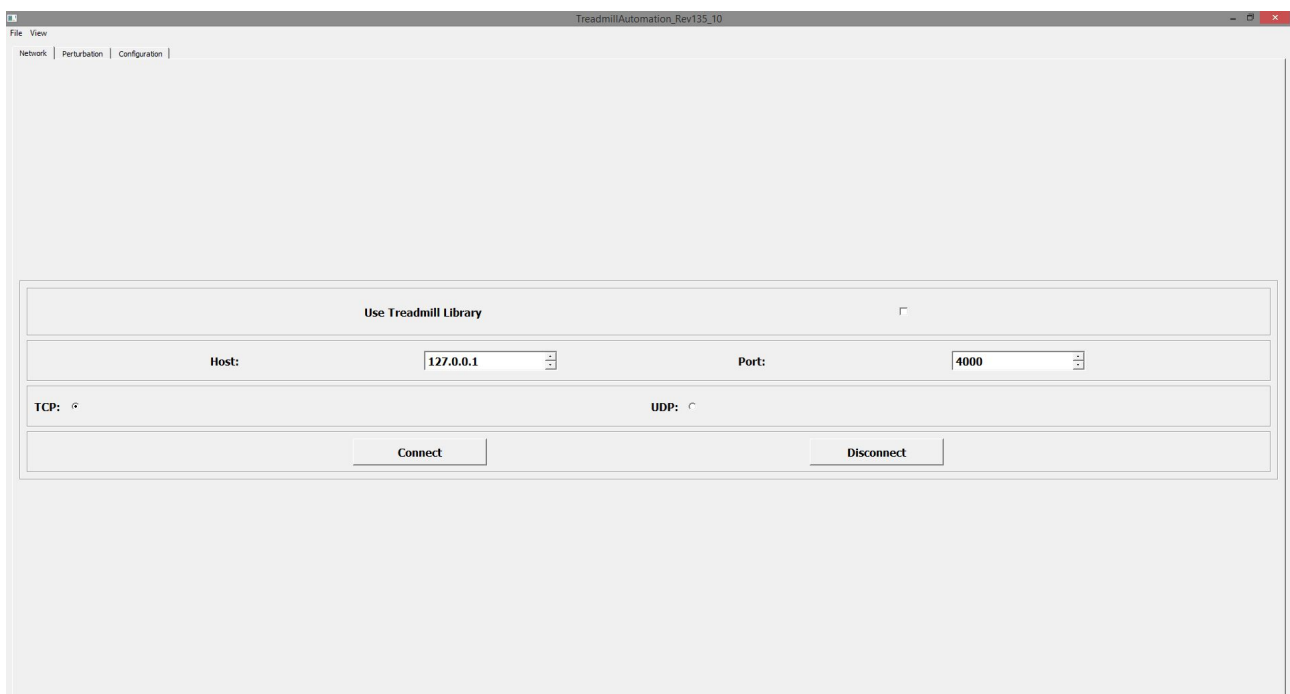 TreadmillAutomation_Rev135_10
File View
Network Perturbation Configuration
Use Treadmill Library
Host: 127.0.0.1 Port: 4000
TCP: UDP:
Connect Disconnect